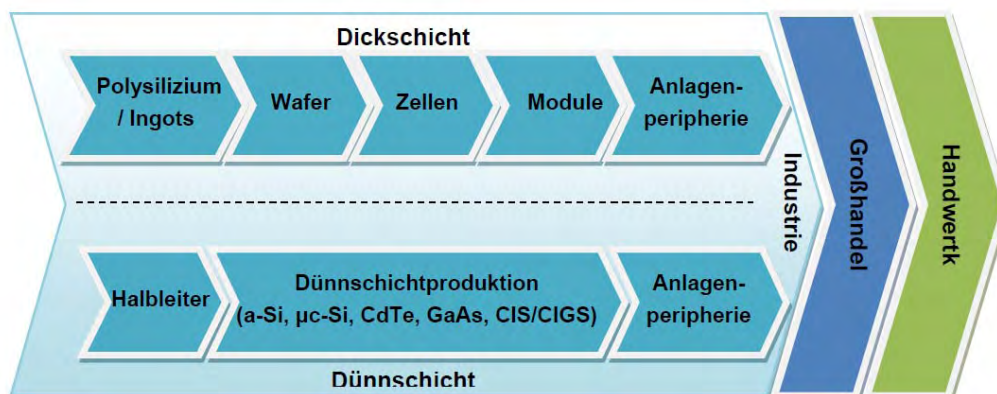 Dickschicht
Polysilizium
/ Ingots
Wafer
Zellen
Module
Anlagen-
peripherie
Halbleiter
Dünnschichtproduktion
(a-Si, µc-Si, CdTe, GaAs, CIS/CIGS)
Anlagen-
peripherie
Dünnschicht
Industrie
Großhandel
Handwertk